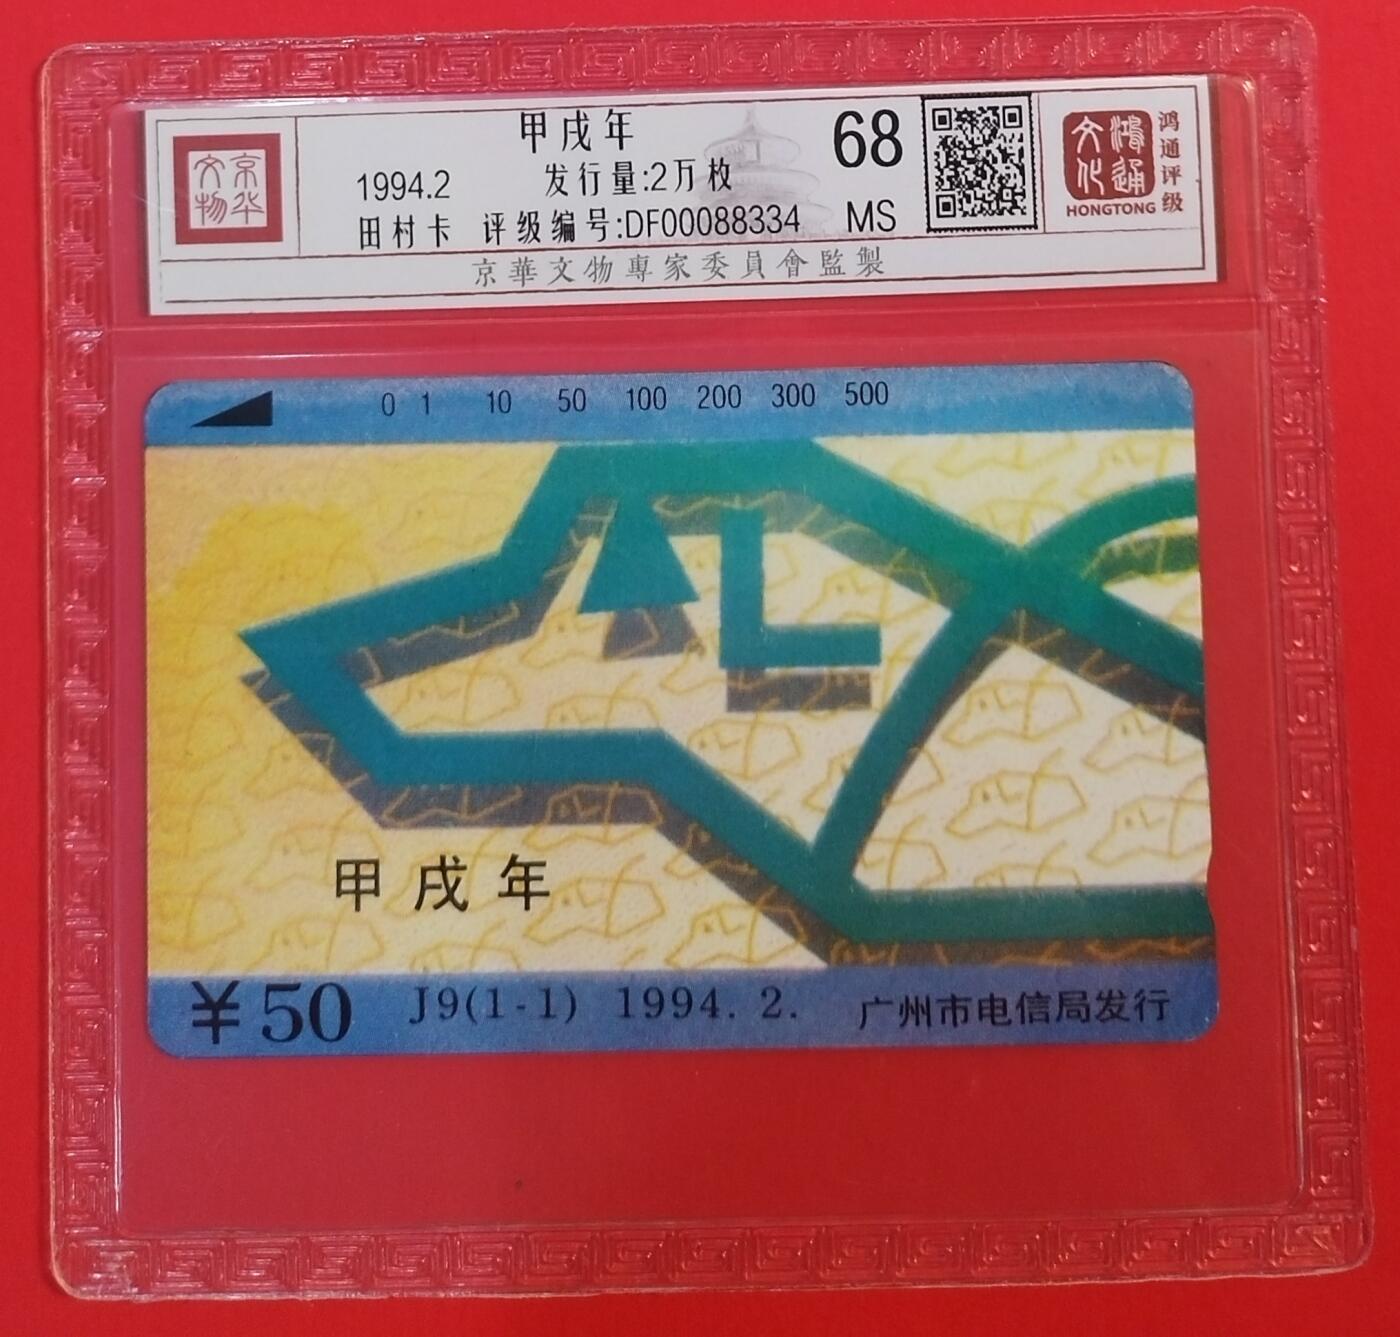 甲戌年
68
1994.2 发行量:2万枚
田村卡 评级编号:DF00088334 MS
京華文物專家委員會監製
京华文物
鸿通文化
HONGTONG
鸿通评级
0 1 10 50 100 200 300 500
甲戌年
¥50 J9(1-1) 1994. 2. 广州市电信局发行